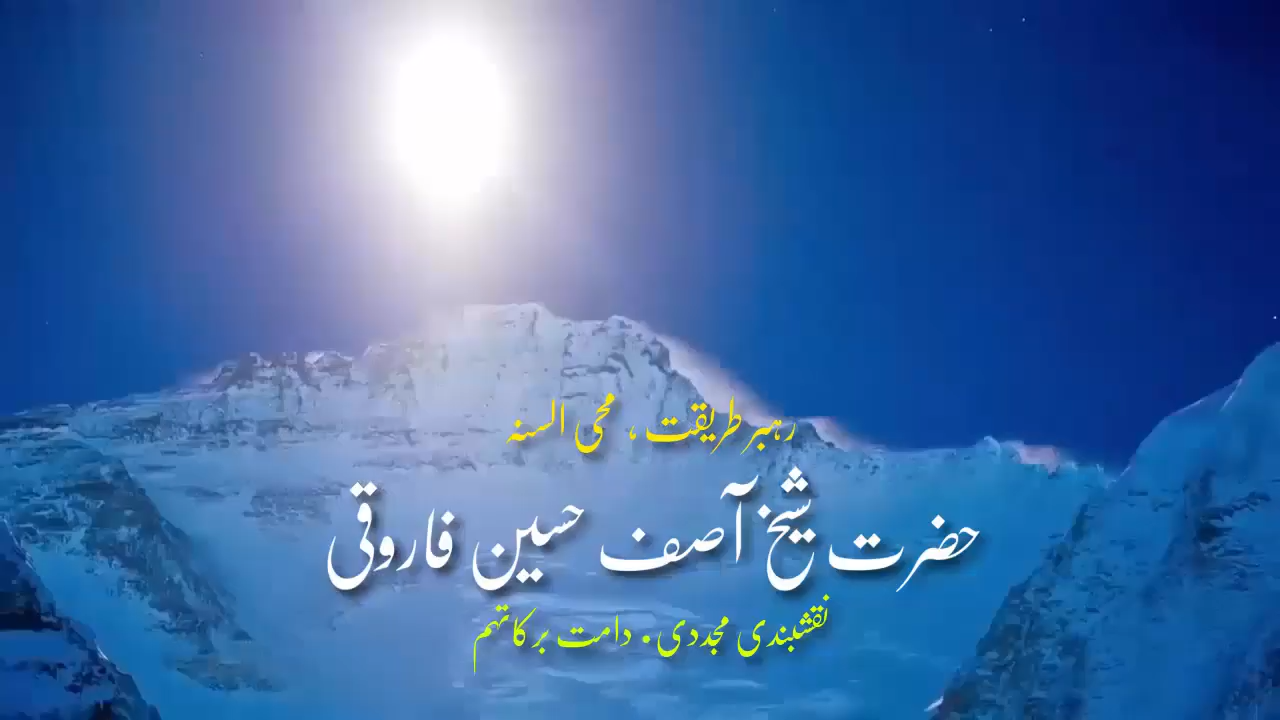 رہبر طریقت ، محی السنہ
حضرت شیخ آصف حسین فاروقی
نقشبندی مجددی . دامت برکاتہم